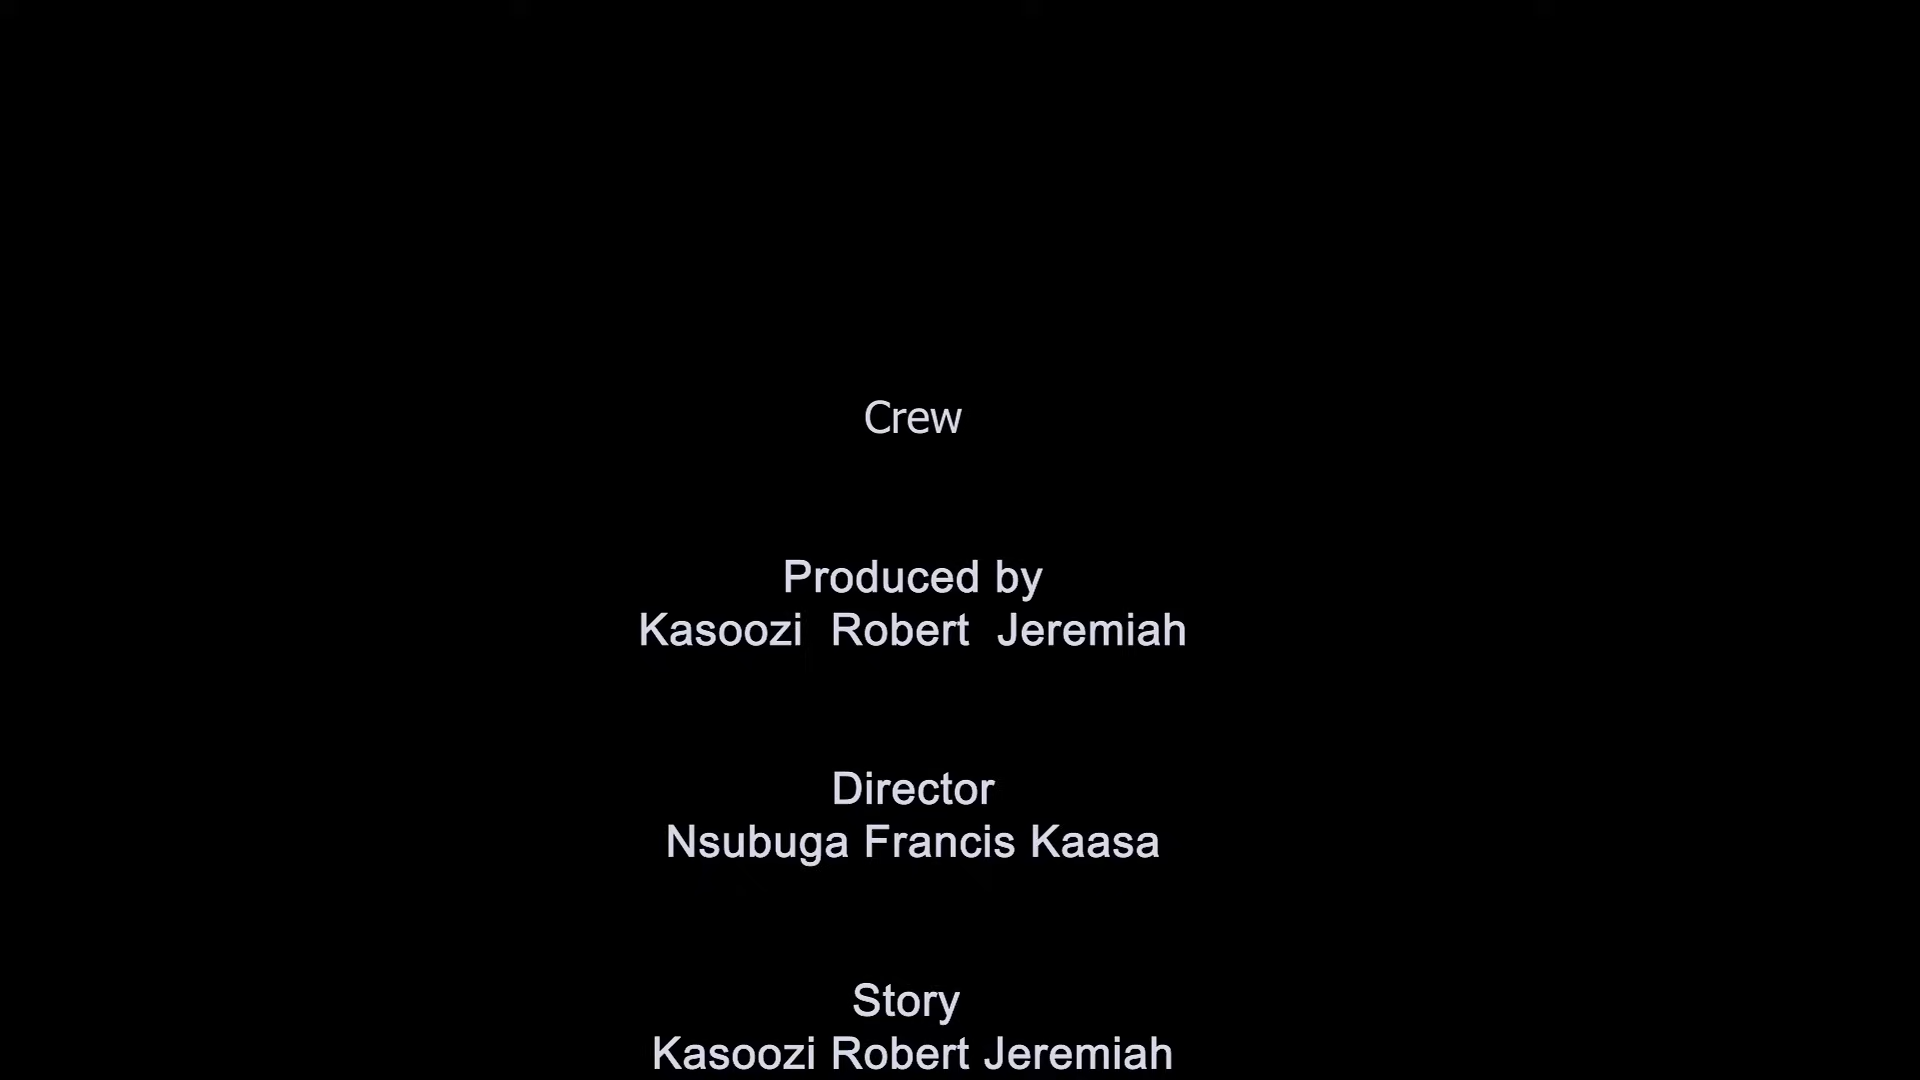 Crew
Produced by
Kasoozi  Robert  Jeremiah
Director
Nsubuga Francis Kaasa
Story
Kasoozi Robert Jeremiah